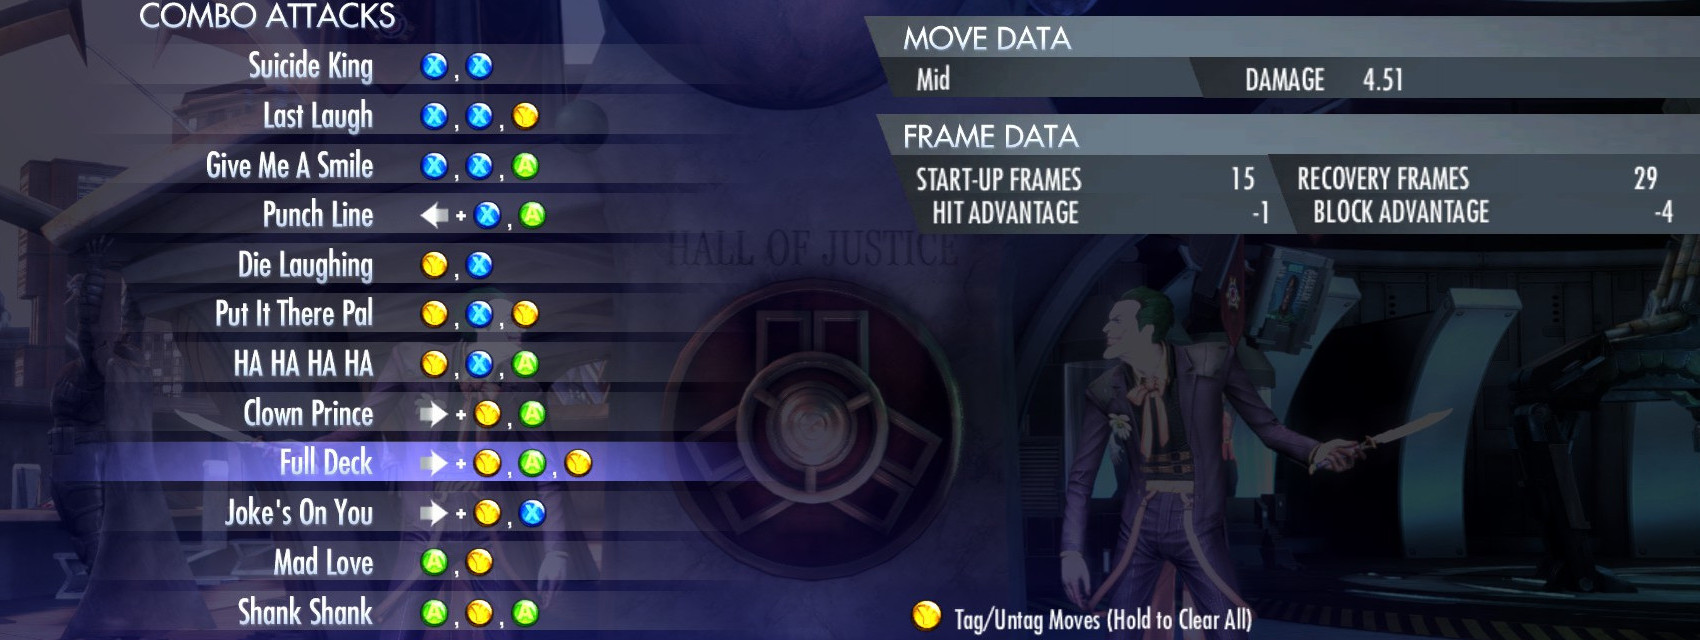 COMBO ATTACKS
Suicide King X , X
Last Laugh X , X , Y
Give Me A Smile X , X , A
Punch Line + X , A
Die Laughing Y , X
Put It There Pal Y , X , Y
HA HA HA HA Y , X , A
Clown Prince + Y , A
Full Deck + Y , A , Y
Joke's On You + Y , X
Mad Love A , Y
Shank Shank A , Y , A
MOVE DATA
Mid DAMAGE 4.51
FRAME DATA
START-UP FRAMES 15 RECOVERY FRAMES 29
HIT ADVANTAGE -1 BLOCK ADVANTAGE -4
HALL OF JUSTICE
Y Tag/Untag Moves (Hold to Clear All)